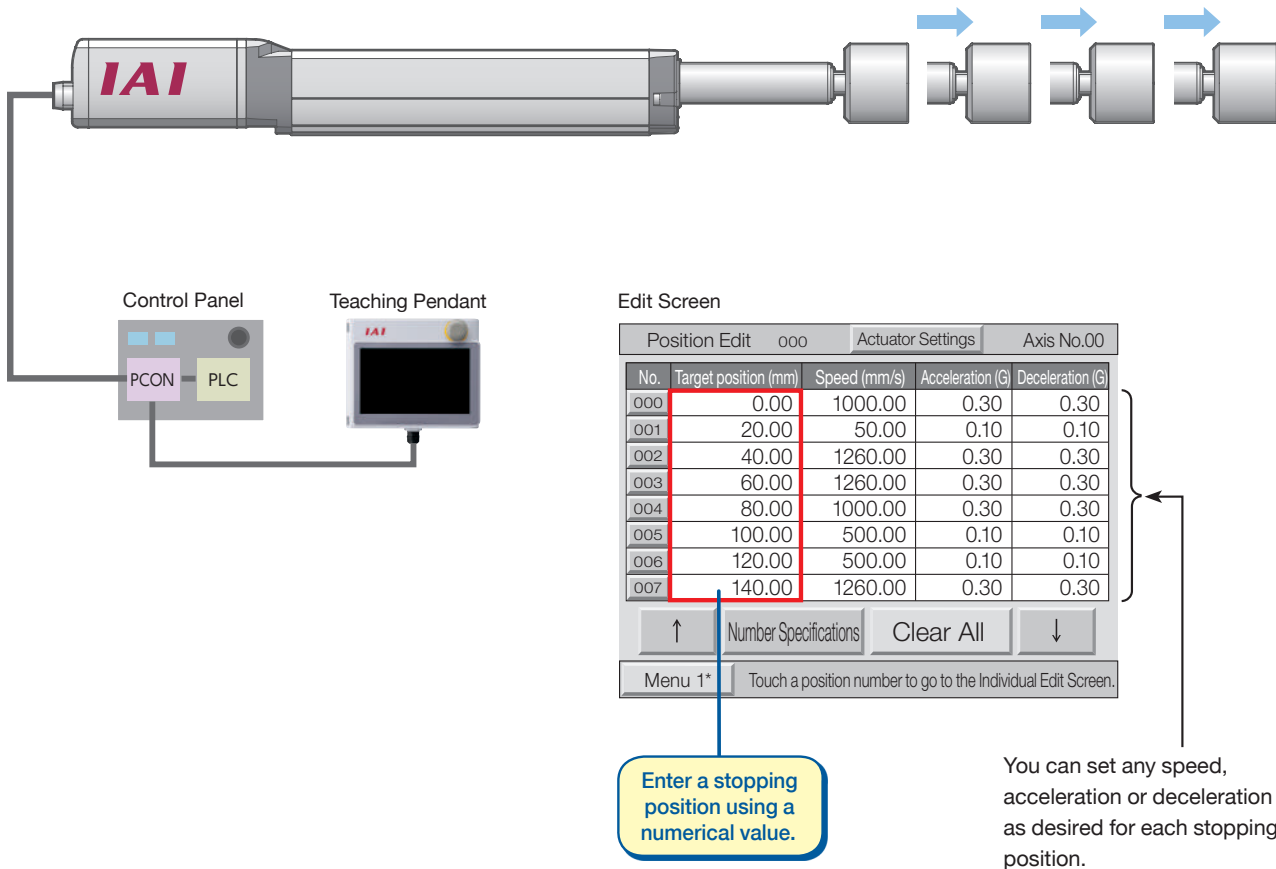 IAI
Control Panel
PCON
PLC
Teaching Pendant
IAI
Edit Screen
Position Edit 000 Actuator Settings Axis No.00
No. Target position (mm) Speed (mm/s) Acceleration (G) Deceleration (G)
000 0.00 1000.00 0.30 0.30
001 20.00 50.00 0.10 0.10
002 40.00 1260.00 0.30 0.30
003 60.00 1260.00 0.30 0.30
004 80.00 1000.00 0.30 0.30
005 100.00 500.00 0.10 0.10
006 120.00 500.00 0.10 0.10
007 140.00 1260.00 0.30 0.30
↑ Number Specifications Clear All ↓
Menu 1* Touch a position number to go to the Individual Edit Screen.
Enter a stopping
position using a
numerical value.
You can set any speed,
acceleration or deceleration
as desired for each stopping
position.